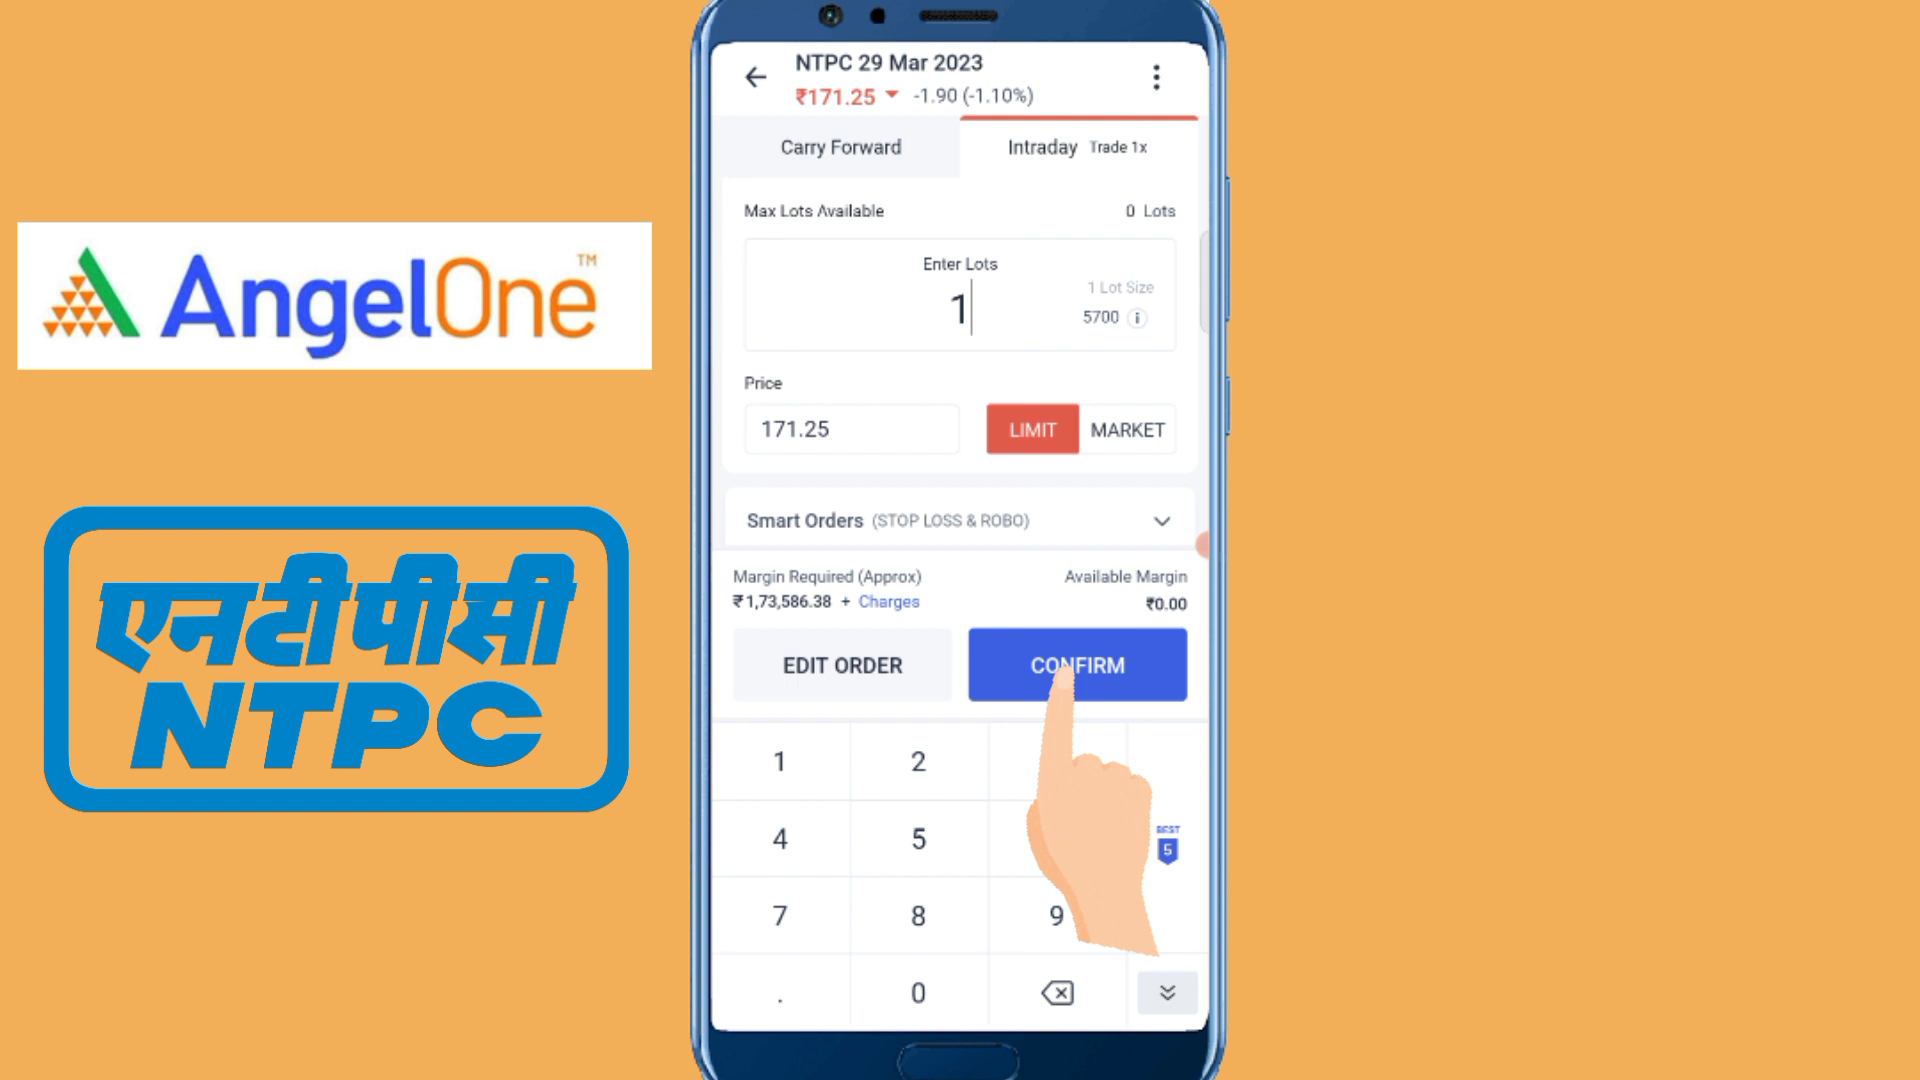 AngelOne™
एनटीपीसी
NTPC
NTPC 29 Mar 2023
₹171.25 -1.90 (-1.10%)
Carry Forward
Intraday Trade 1x
Max Lots Available 0 Lots
Enter Lots
1
1 Lot Size
5700
Price
171.25
LIMIT MARKET
Smart Orders (STOP LOSS & ROBO)
Margin Required (Approx) Available Margin
₹1,73,586.38 + Charges ₹0.00
EDIT ORDER CONFIRM
1 2
4 5
BEST
5
7 8 9
. 0